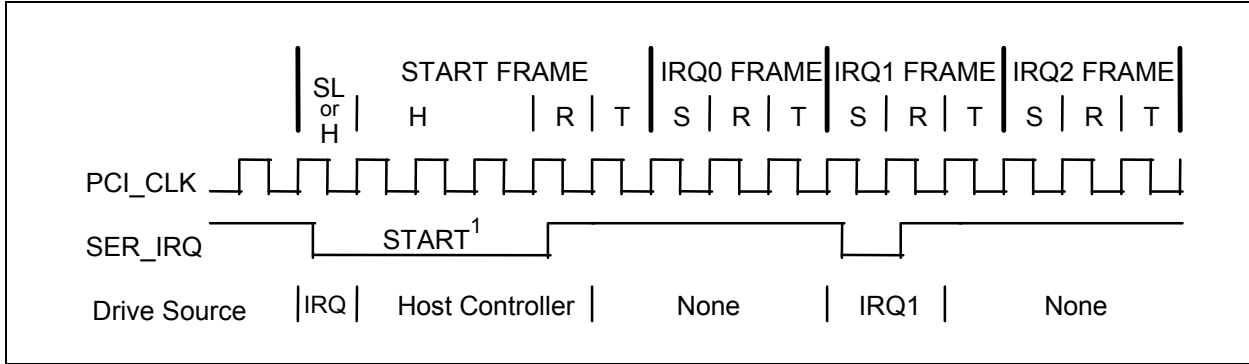 START FRAME IRQ0 FRAME IRQ1 FRAME IRQ2 FRAME
SL
or
H
H R T S R T S R T S R T
PCI_CLK
SER_IRQ START1
Drive Source IRQ Host Controller None IRQ1 None